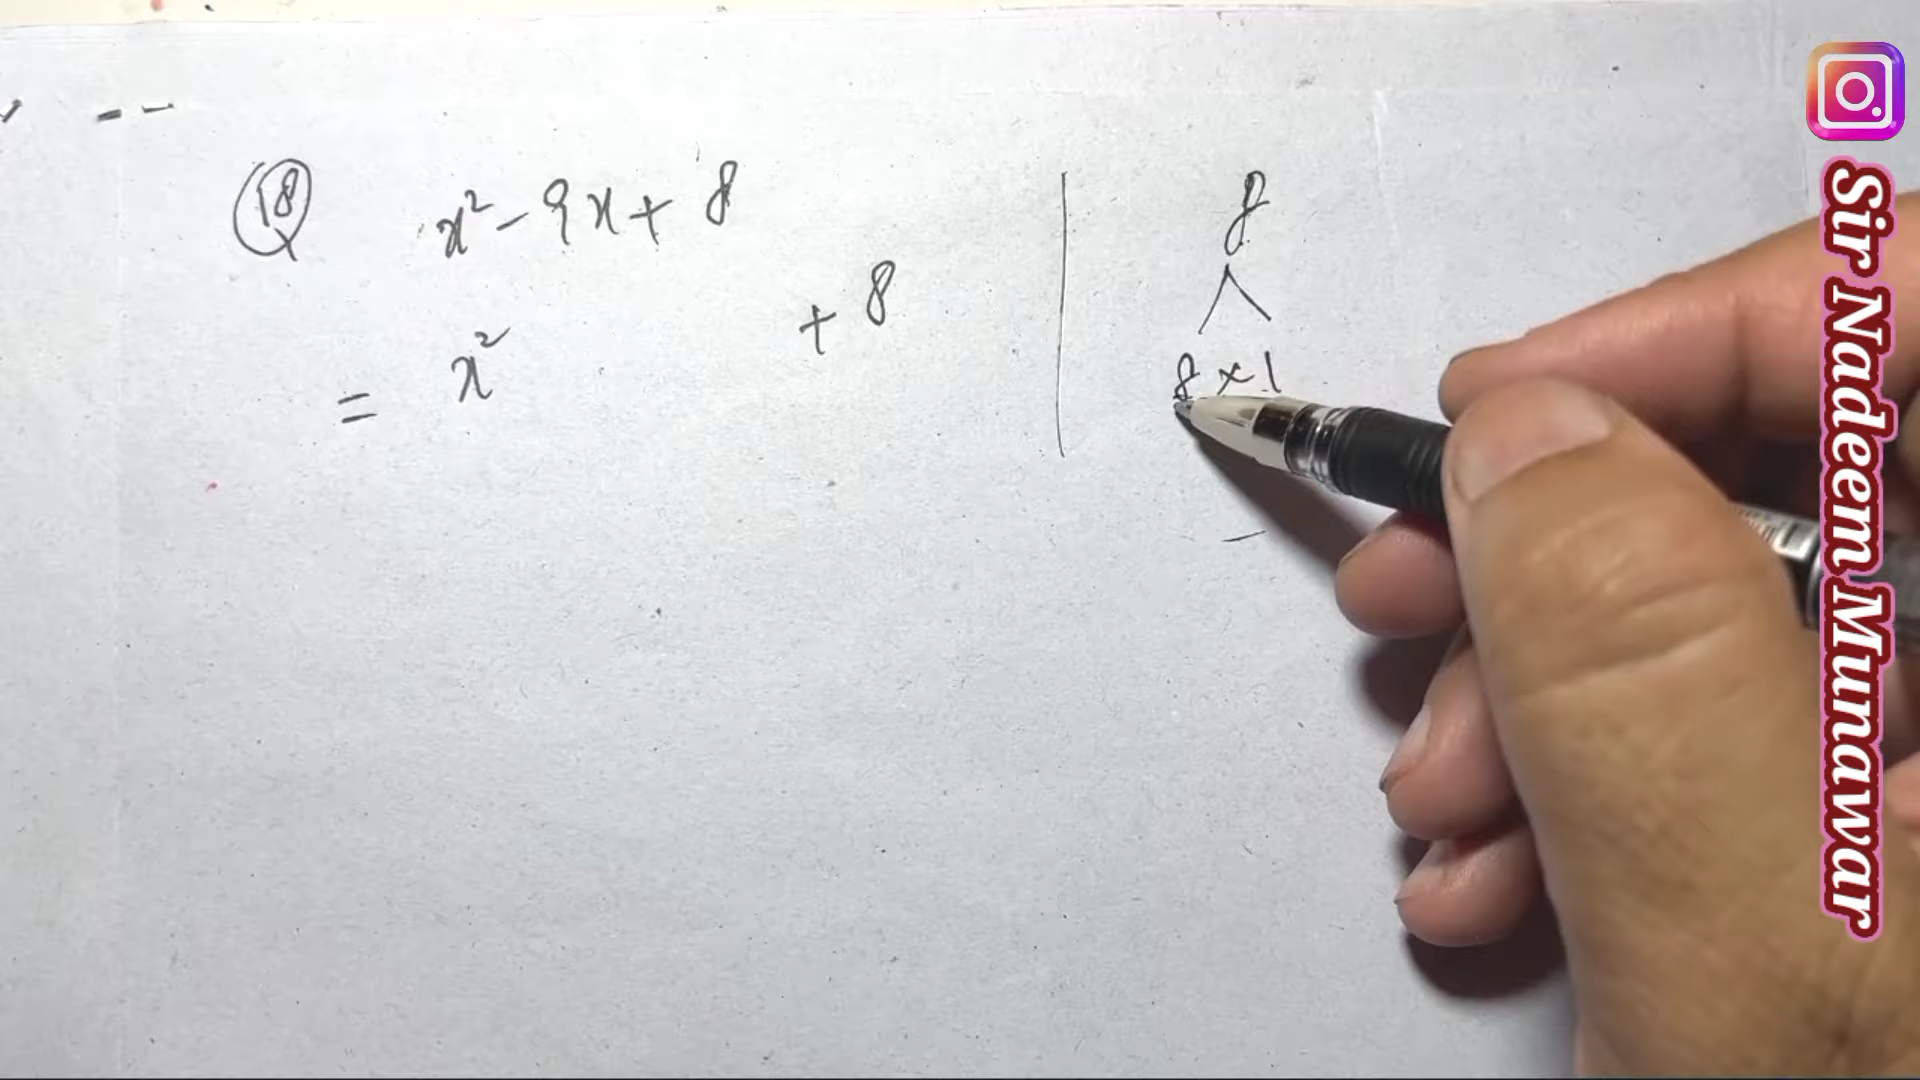 18 x² - 9x + 8
= x² + 8
8
8 × 1
Sir Nadeem Munawar